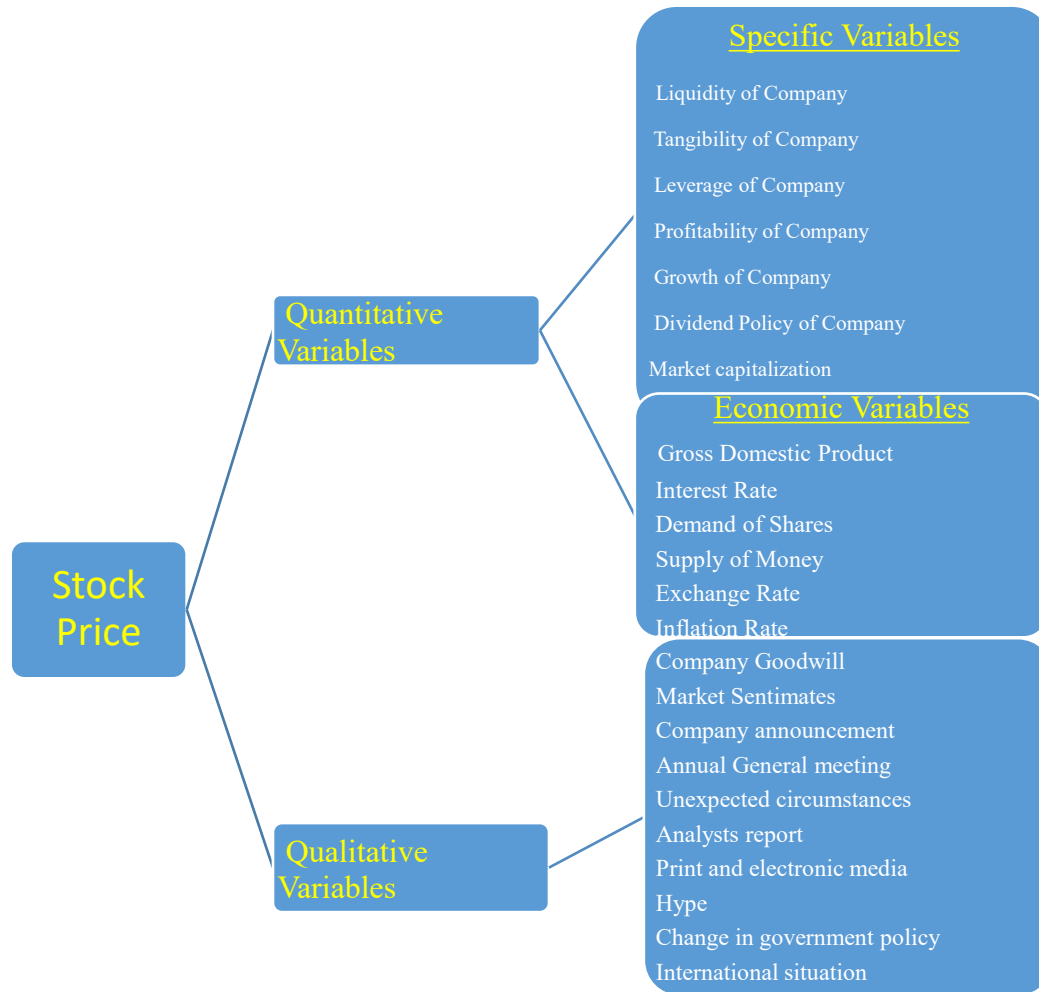 Stock
Price
Quantitative
Variables
Specific Variables
Liquidity of Company
Tangibility of Company
Leverage of Company
Profitability of Company
Growth of Company
Dividend Policy of Company
Market capitalization
Economic Variables
Gross Domestic Product
Interest Rate
Demand of Shares
Supply of Money
Exchange Rate
Inflation Rate
Qualitative
Variables
Company Goodwill
Market Sentimates
Company announcement
Annual General meeting
Unexpected circumstances
Analysts report
Print and electronic media
Hype
Change in government policy
International situation